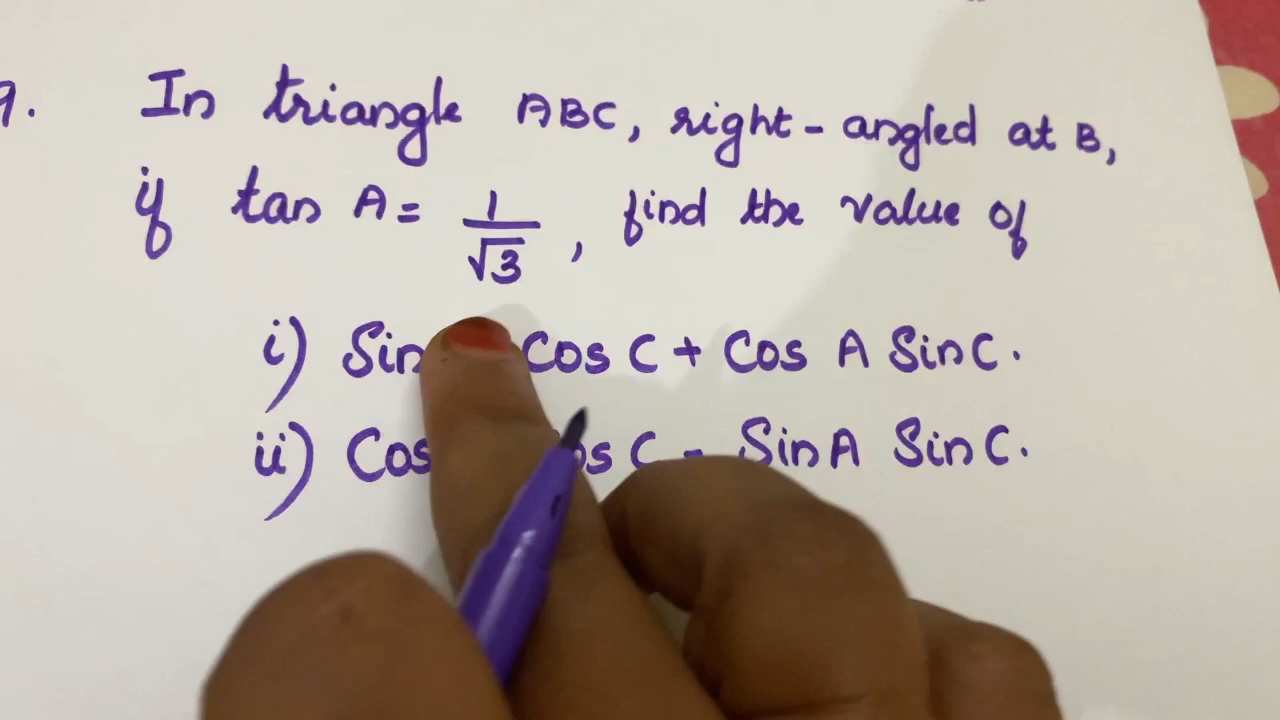 9. In triangle ABC, right-angled at B,
if tan A = 1/√3, find the value of
i) Sin Cos C + Cos A Sin C.
ii) Cos C - Sin A Sin C.